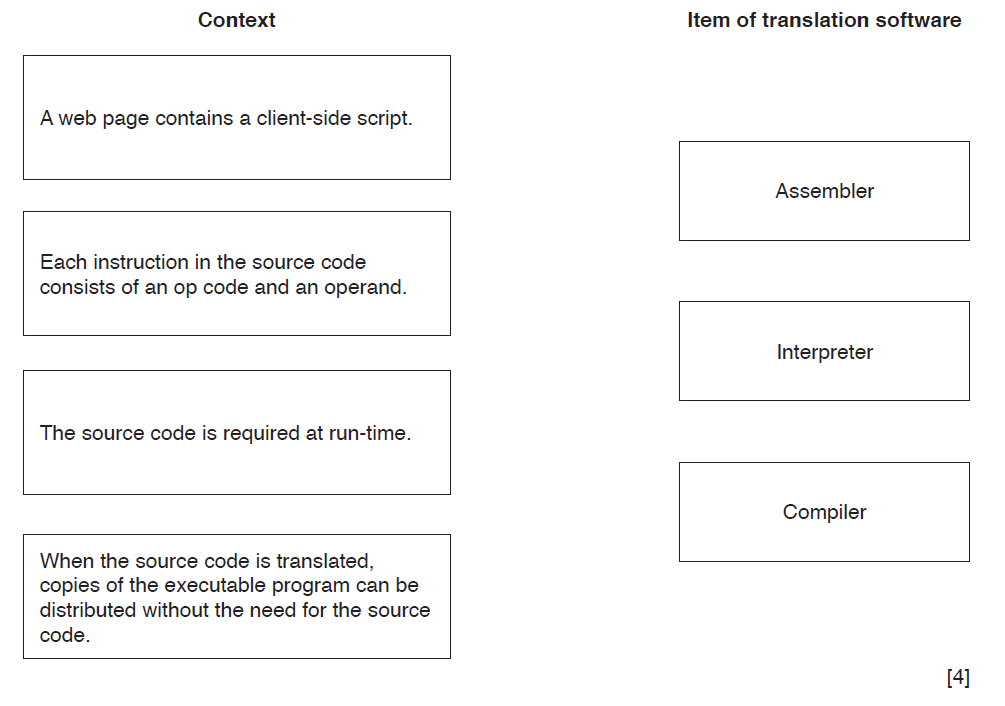 Context
Item of translation software
A web page contains a client-side script.
Assembler
Each instruction in the source code
consists of an op code and an operand.
Interpreter
The source code is required at run-time.
Compiler
When the source code is translated,
copies of the executable program can be
distributed without the need for the source
code.
[4]